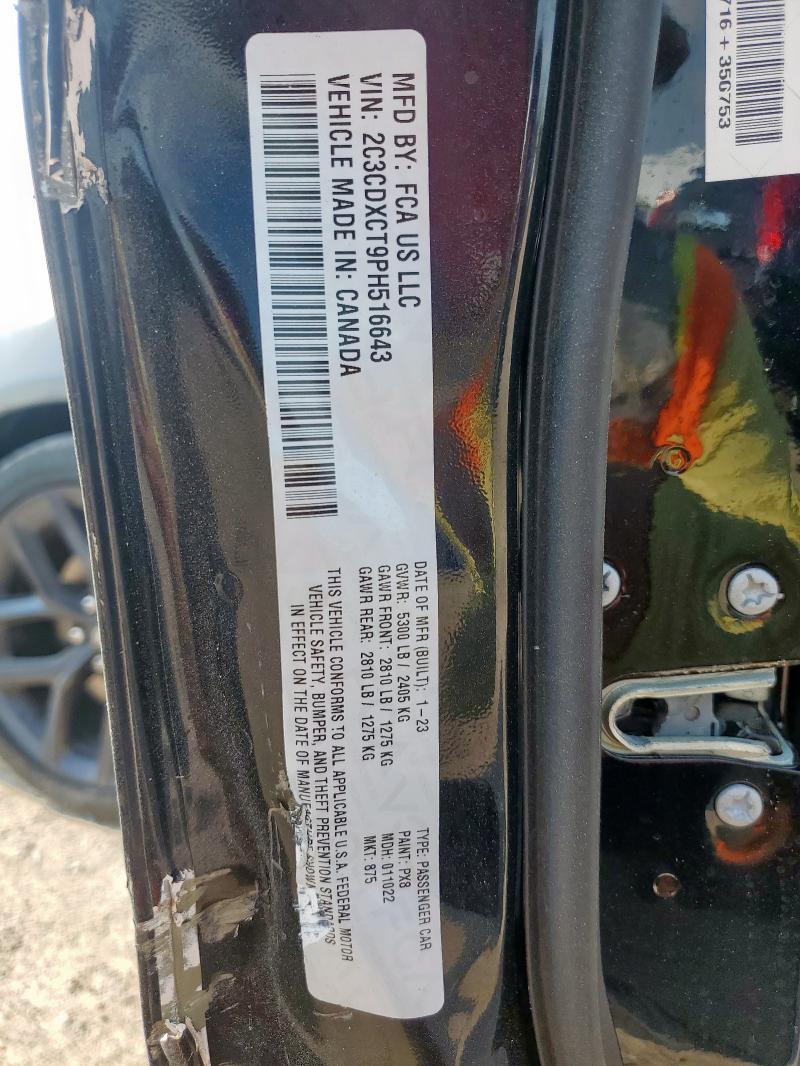 MFD BY: FCA US LLC
VIN: 2C3CDXCT9PH516643
VEHICLE MADE IN: CANADA
DATE OF MFR (BUILT): 1-23
GVWR: 5300 LB / 2405 KG
GAWR FRONT: 2810 LB / 1275 KG
GAWR REAR: 2810 LB / 1275 KG
THIS VEHICLE CONFORMS TO ALL APPLICABLE U.S.A. FEDERAL MOTOR
VEHICLE SAFETY, BUMPER, AND THEFT PREVENTION STANDARDS
IN EFFECT ON THE DATE OF MANUFACTURE SHOWN
TYPE: PASSENGER CAR
PAINT: PX8
MDH: 011022
MKT: 875
716 + 35G753